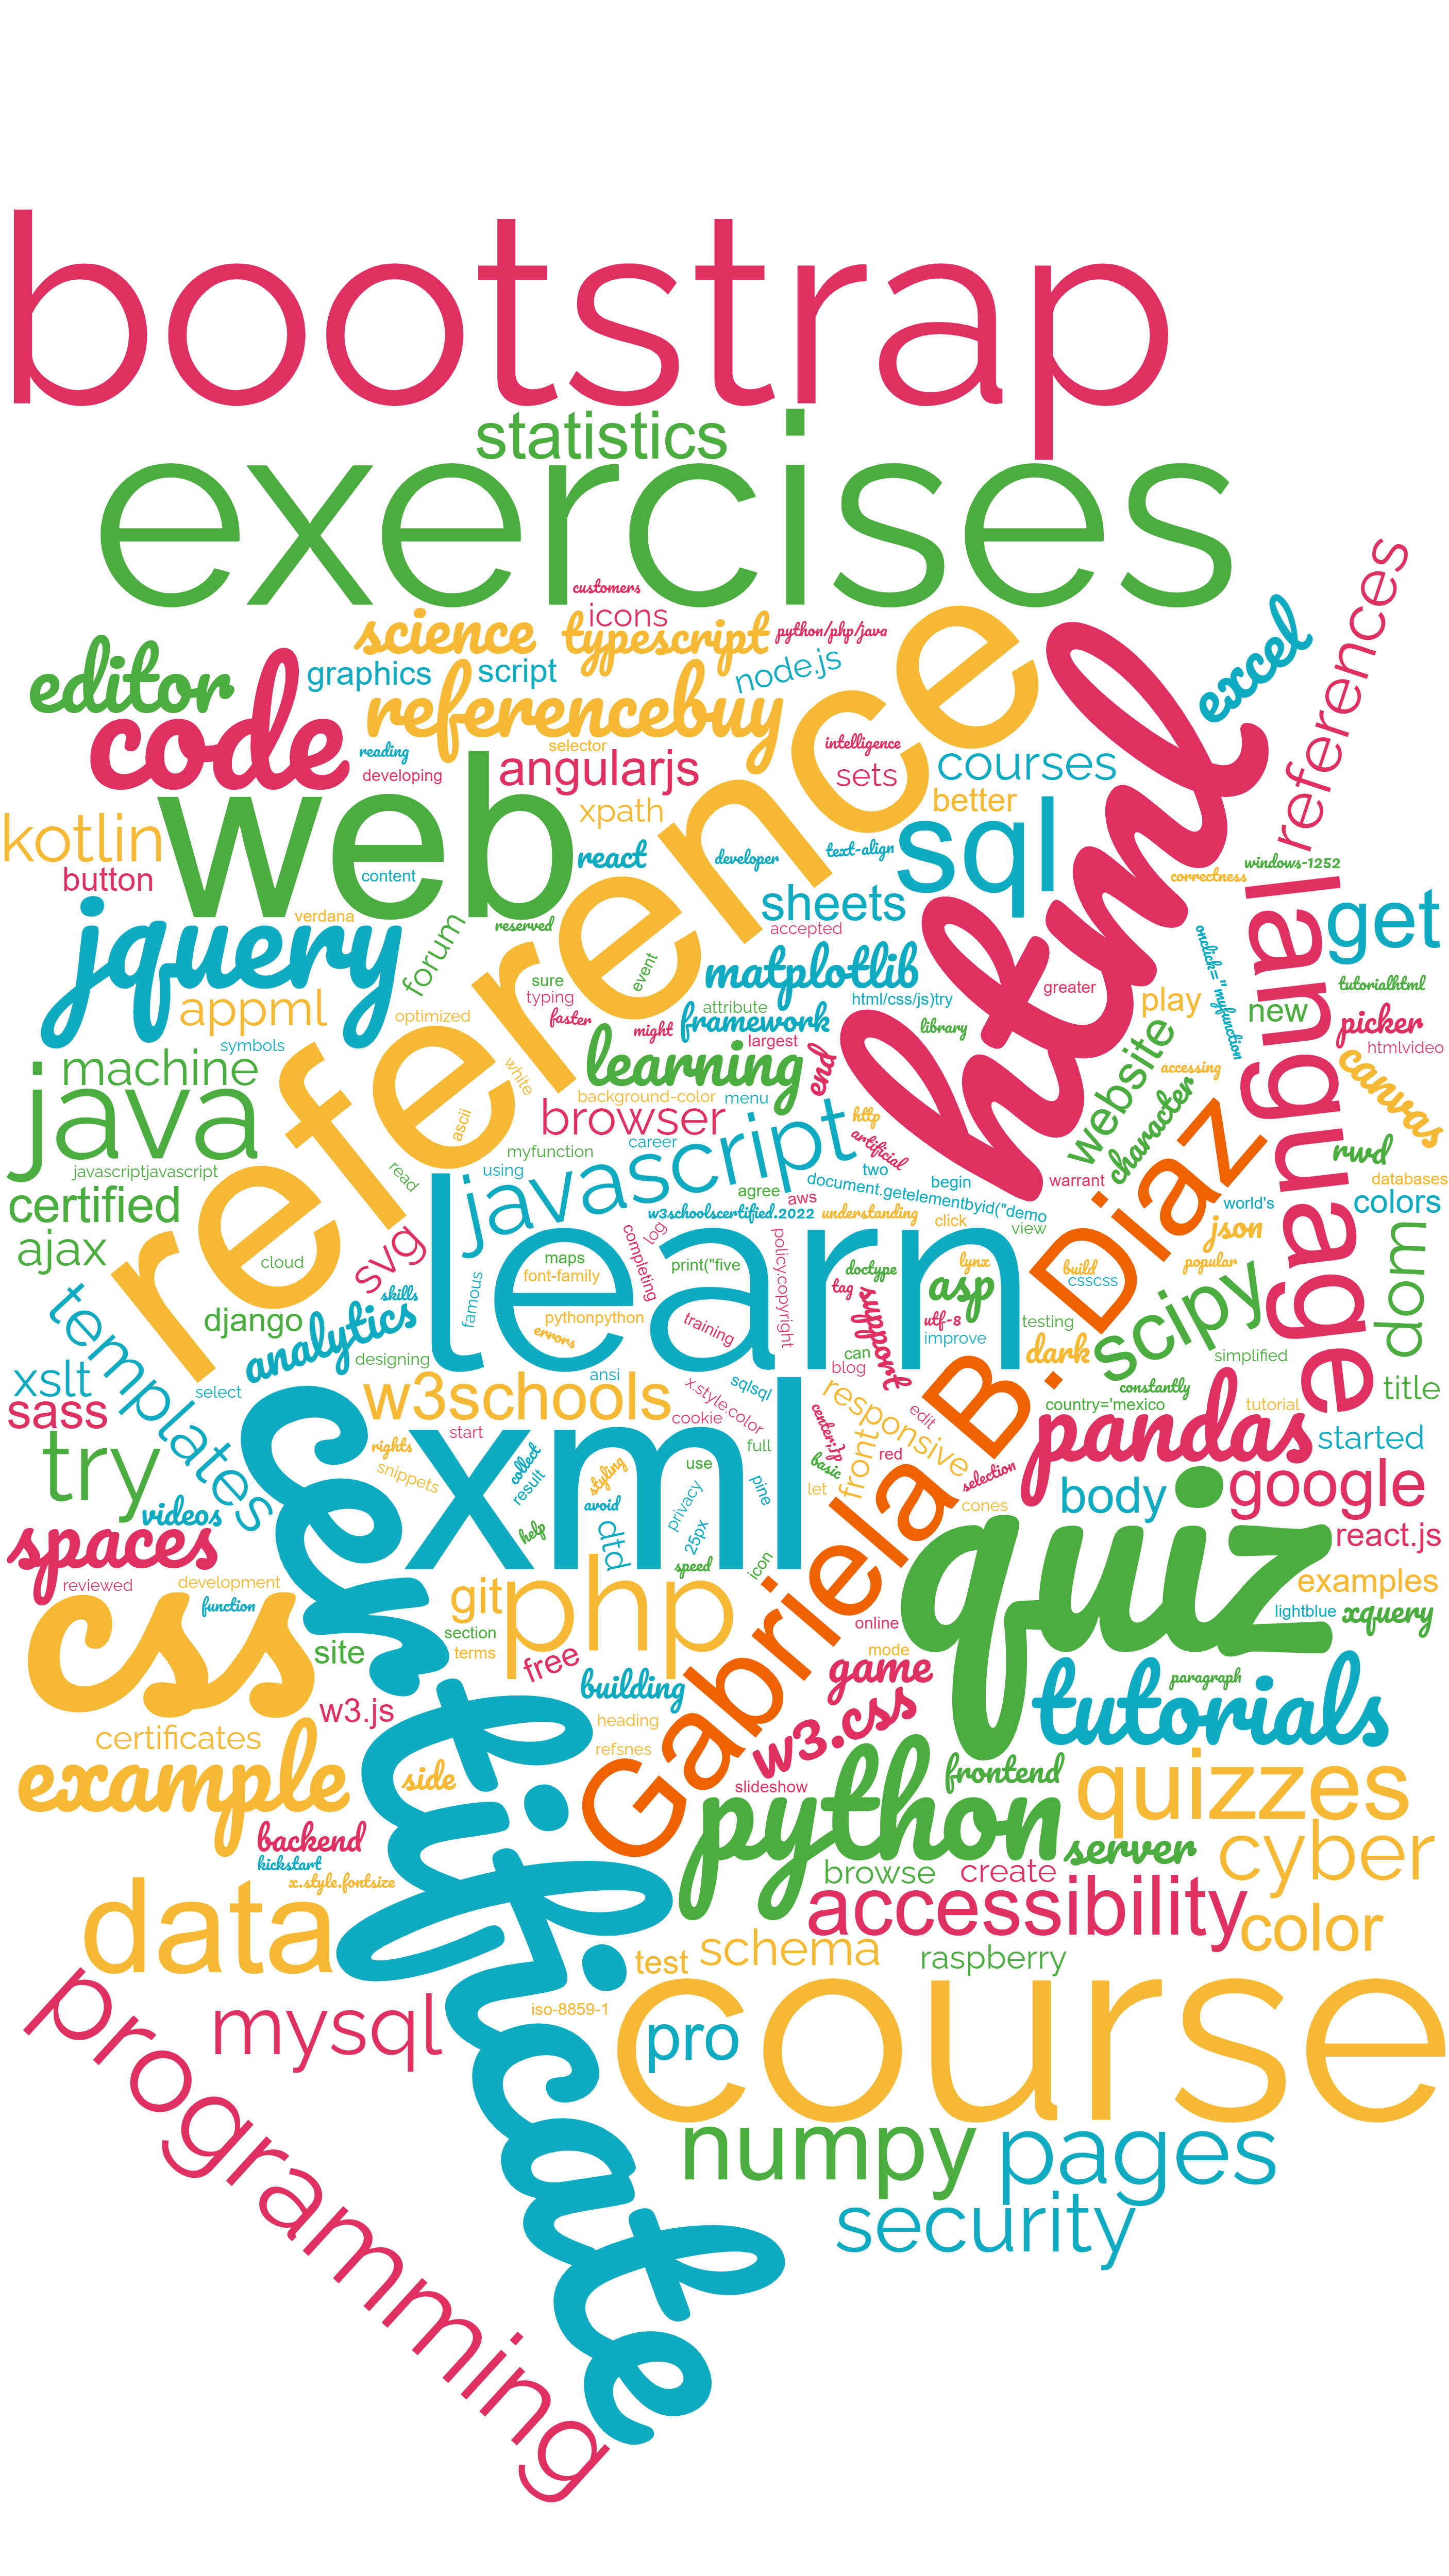 bootstrap
statistics
exercises
customers
icons
science
typescript
python/php/java
editor
graphics
script
node.js
code
referencebuy
reference
html
excel
references
reading
developing
selector
angularjs
intelligence
sets
courses
web
xpath
better
kotlin
sql
button
content
react
developer
text-align
windows-1252
correctness
language
get
jquery
verdana
forum
reserved
sheets
accepted
onclick="myfunction
appml
optimized
sure
typing
faster
event
matplotlib
attribute
html/css/js)try
greater
play
new
tutorialhtml
picker
htmlvideo
symbols
might
framework
largest
library
website
canvas
machine
java
white
learning
end
accessing
background-color
menu
character
ascii
browser
career
http
artificial
rwd
javascriptjavascript
read
myfunction
using
javascript
two
begin
warrant
databases
certified
agree
aws
document.getelementbyid("demo
world's
colors
w3schoolscertified.2022
understanding
click
view
json
ajax
svg
learn
completing
log
policy.copyright
popular
dom
cloud
maps
font-family
print("five
doctype
lynx
build
csscss
templates
skills
famous
tag
support
asp
scipy
django
analytics
pythonpython
errors
training
utf-8
improve
testing
designing
can
blog
dark
simplified
xslt
select
ansi
x.style.color
sqlsql
constantly
title
sass
w3schools
cookie
responsive
edit
country='mexico
tutorial
try
start
xml
full
center;}p
front
red
pandas
started
rights
snippets
collect
result
styling
use
basic
selection
body
google
videos
avoid
privacy
25px
pine
let
cones
spaces
help
dtd
speed
icon
quiz
react.js
reviewed
development
function
certificate
git
php
examples
css
lightblue
xquery
site
section
terms
free
online
mode
w3.js
building
game
paragraph
tutorials
certificates
heading
w3.css
refsnes
Gabriela B. Diaz
example
side
slideshow
frontend
quizzes
backend
python
server
cyber
kickstart
x.style.fontsize
browse
create
data
accessibility
color
test
schema
raspberry
programming
mysql
iso-8859-1
pro
course
numpy
pages
security